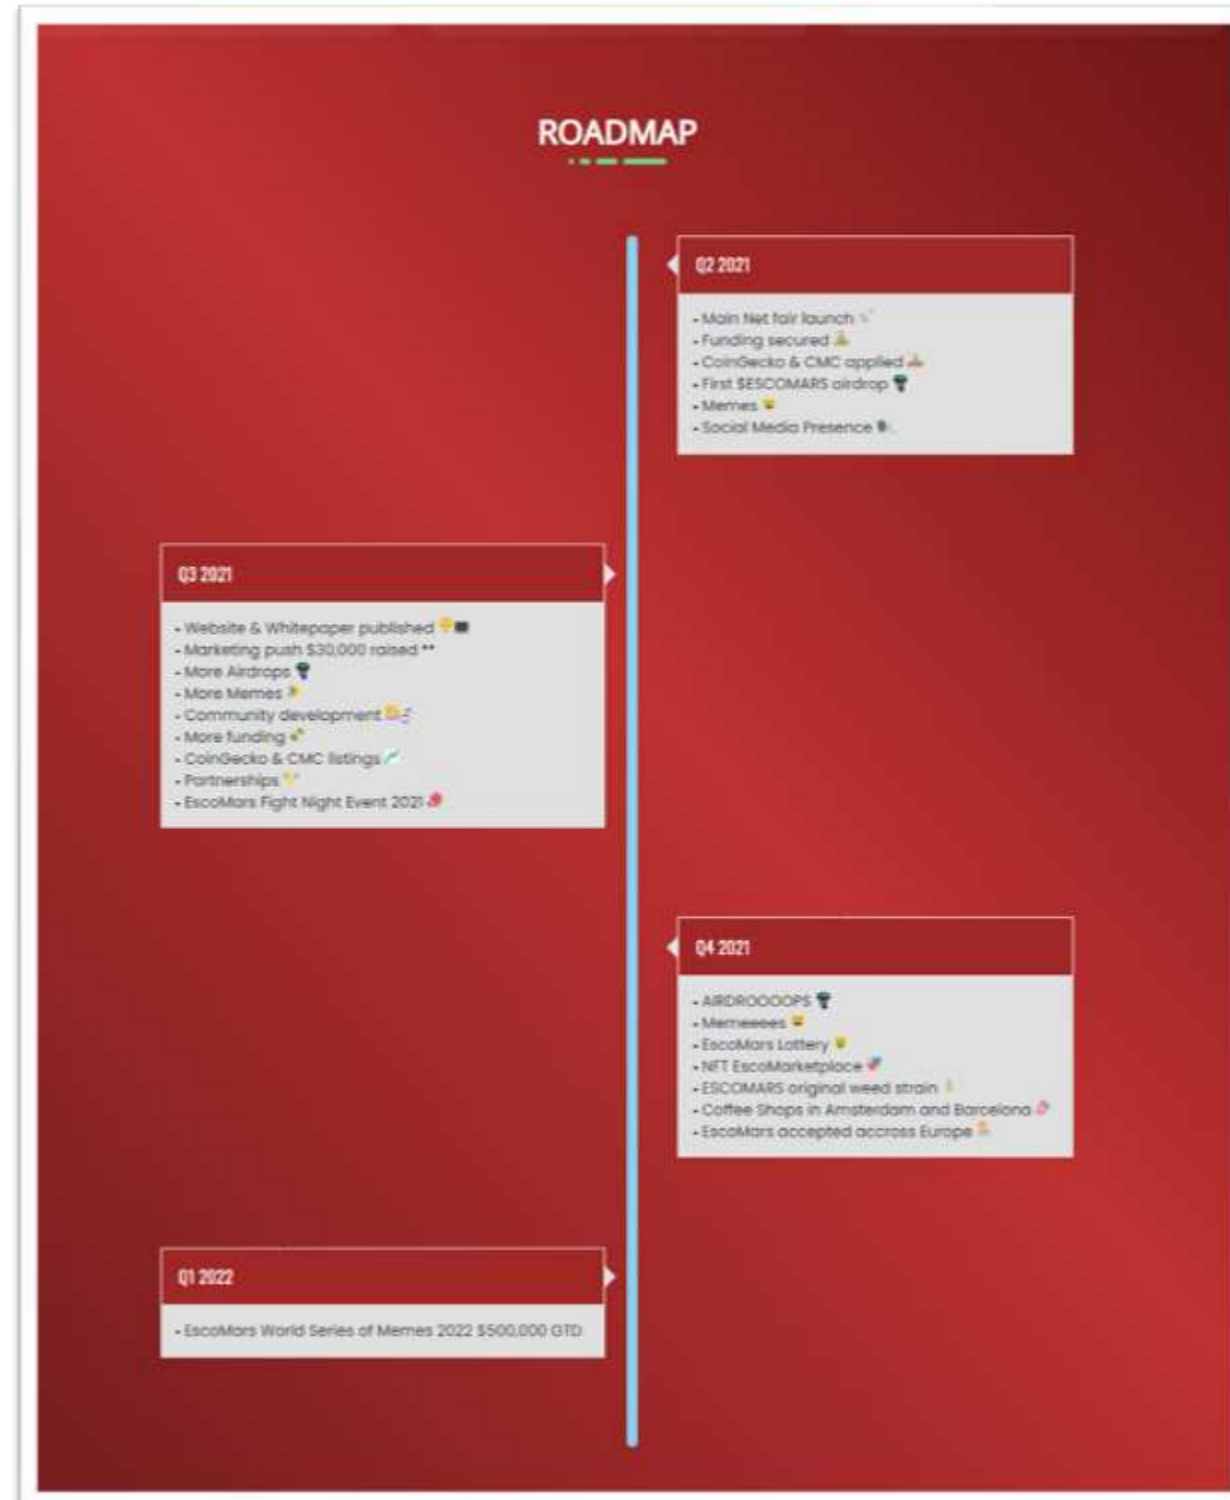 ROADMAP
Q2 2021
- Main Net fair launch
- Funding secured
- CoinGecko & CMC applied
- First $ESCOMARS airdrop
- Memes
- Social Media Presence
Q3 2021
- Website & Whitepaper published
- Marketing push $30,000 raised
- More Airdrops
- More Memes
- Community development
- More funding
- CoinGecko & CMC listings
- Partnerships
- EscoMars Fight Night Event 2021
Q4 2021
- AIRDROOOOPS
- Memeeees
- EscoMars Lottery
- NFT EscoMarketplace
- ESCOMARS original weed strain
- Coffee Shops in Amsterdam and Barcelona
- EscoMars accepted accross Europe
Q1 2022
- EscoMars World Series of Memes 2022 $500,000 GTD